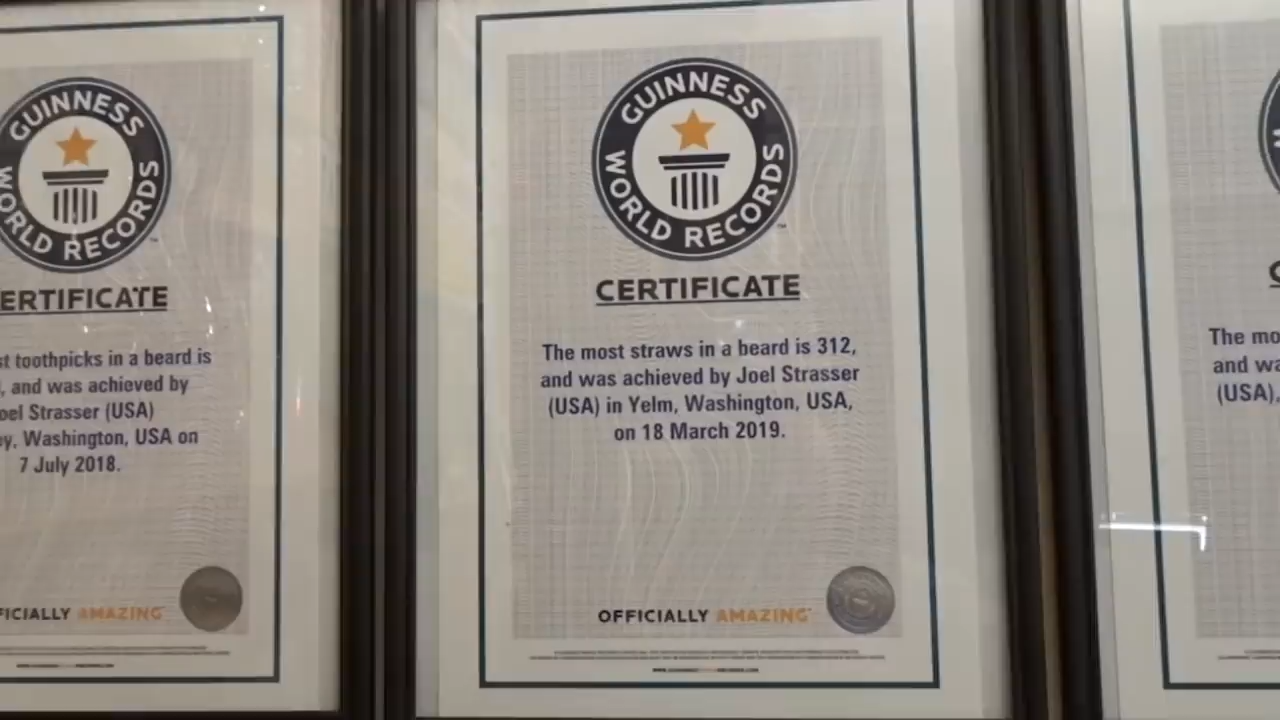 GUINNESS
WORLD RECORDS
ERTIFICATE
st toothpicks in a beard is
, and was achieved by
oel Strasser (USA)
ey, Washington, USA on
7 July 2018.
FICIALLY AMAZING
GUINNESS
WORLD RECORDS
™
CERTIFICATE
The most straws in a beard is 312,
and was achieved by Joel Strasser
(USA) in Yelm, Washington, USA,
on 18 March 2019.
OFFICIALLY AMAZING
The mo
and wa
(USA),